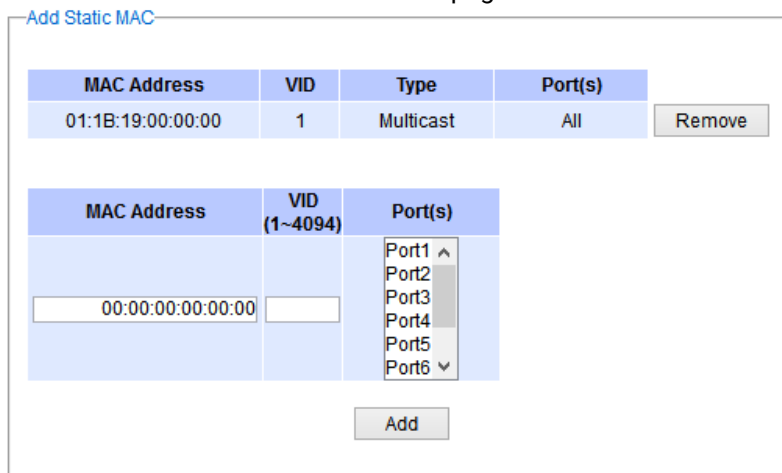 Add Static MAC
MAC Address VID Type Port(s)
01:1B:19:00:00:00 1 Multicast All Remove
MAC Address VID (1~4094) Port(s)
00:00:00:00:00:00
Port1
Port2
Port3
Port4
Port5
Port6
Add